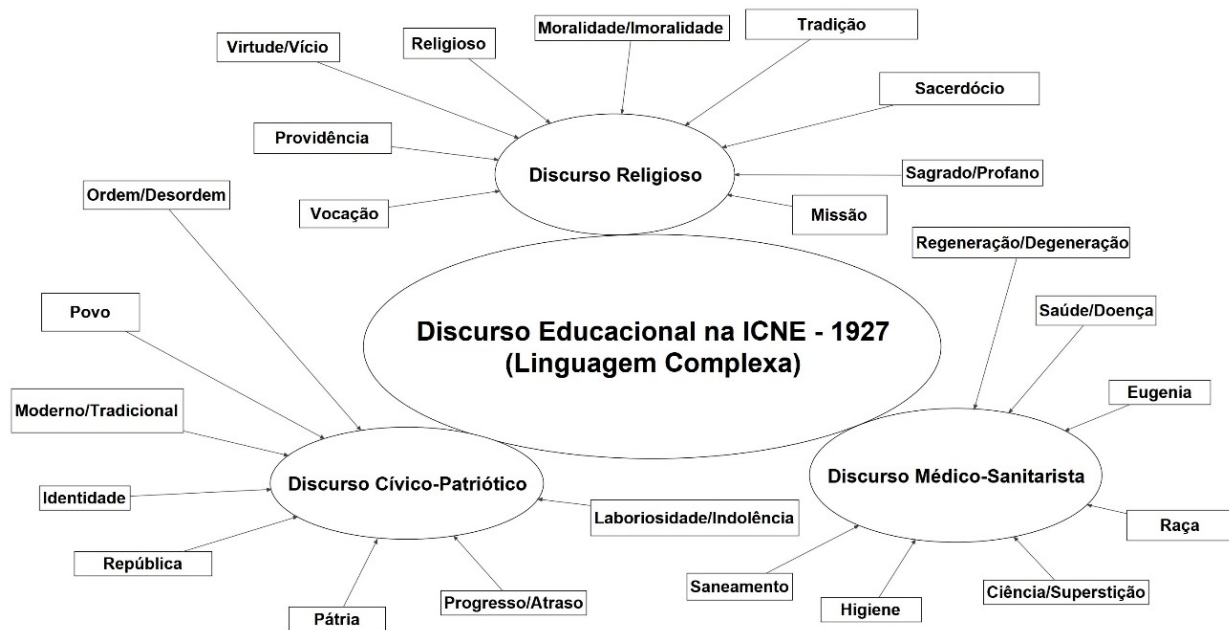 Moralidade/Imoralidade
Tradição
Religioso
Virtude/Vício
Sacerdócio
Providência
Discurso Religioso
Sagrado/Profano
Ordem/Desordem
Vocação
Missão
Regeneração/Degeneração
Discurso Educacional na ICNE - 1927
(Linguagem Complexa)
Povo
Saúde/Doença
Eugenia
Moderno/Tradicional
Discurso Cívico-Patriótico
Discurso Médico-Sanitarista
Identidade
Laboriosidade/Indolência
Raça
República
Saneamento
Ciência/Superstição
Progresso/Atraso
Higiene
Pátria